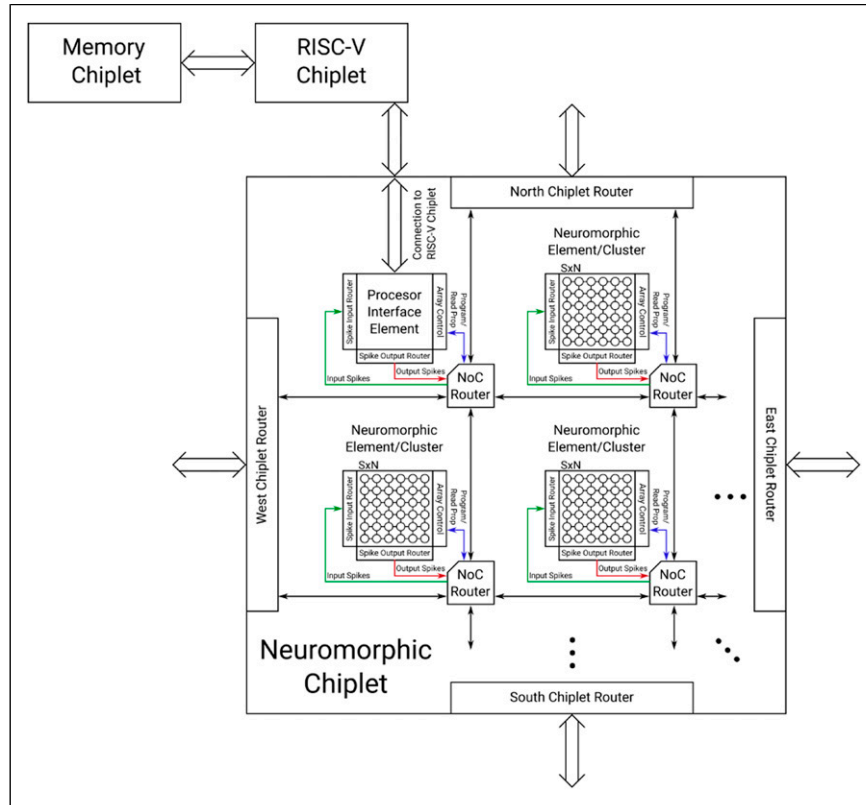 Memory
Chiplet
RISC-V
Chiplet
North Chiplet Router
Connection to
RISC-V Chiplet
Neuromorphic
Element/Cluster
SxN
Spike Input Router
Procesor
Interface
Element
Array Control
Program/
Read Prop
Spike Output Router
Output Spikes
Input Spikes
NoC
Router
Spike Input Router
Array Control
Program/
Read Prop
Spike Output Router
Output Spikes
Input Spikes
NoC
Router
West Chiplet Router
East Chiplet Router
Neuromorphic
Element/Cluster
SxN
Spike Input Router
Array Control
Program/
Read Prop
Spike Output Router
Output Spikes
Input Spikes
NoC
Router
Neuromorphic
Element/Cluster
SxN
Spike Input Router
Array Control
Program/
Read Prop
Spike Output Router
Output Spikes
Input Spikes
NoC
Router
Neuromorphic
Chiplet
South Chiplet Router